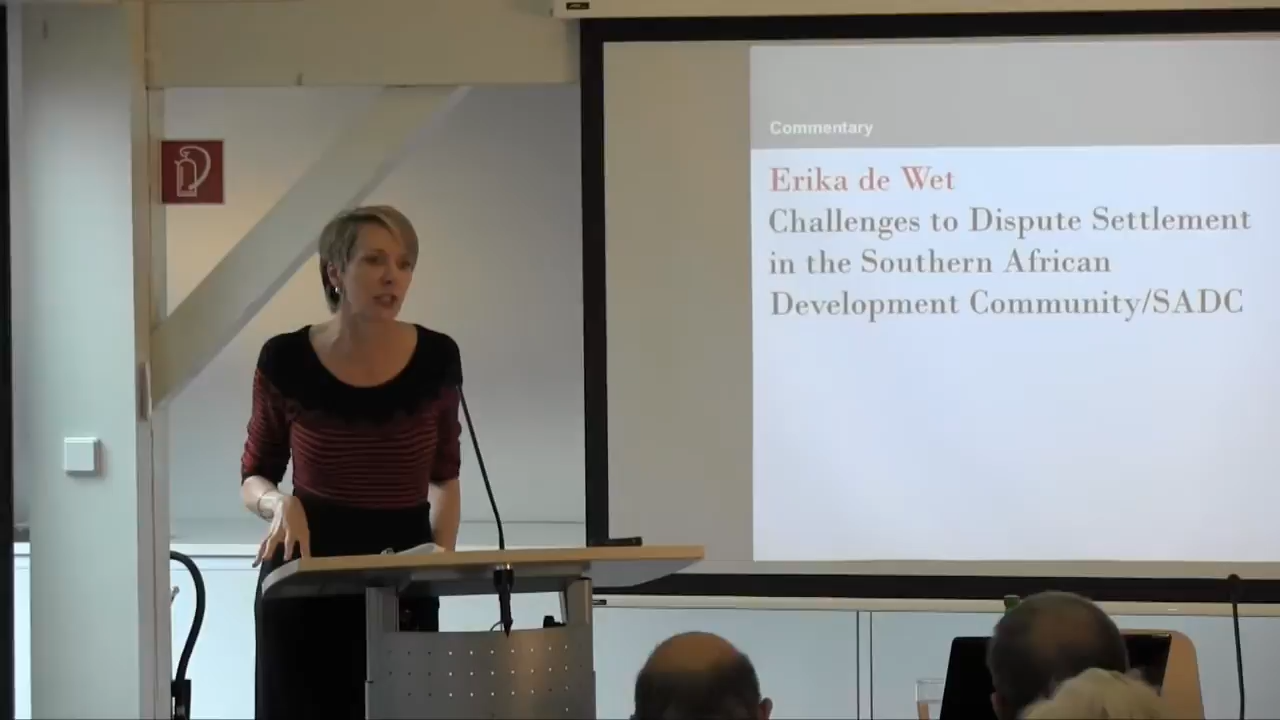 Commentary
Erika de Wet
Challenges to Dispute Settlement
in the Southern African
Development Community/SADC